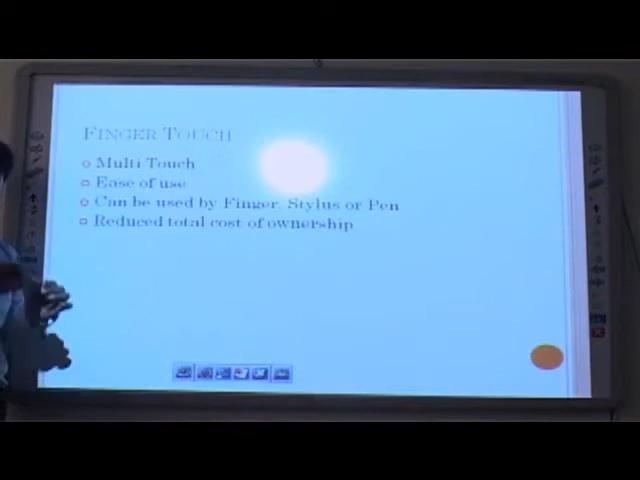 FINGER TOUCH
Multi Touch
Ease of use
Can be used by Finger, Stylus or Pen
Reduced total cost of ownership